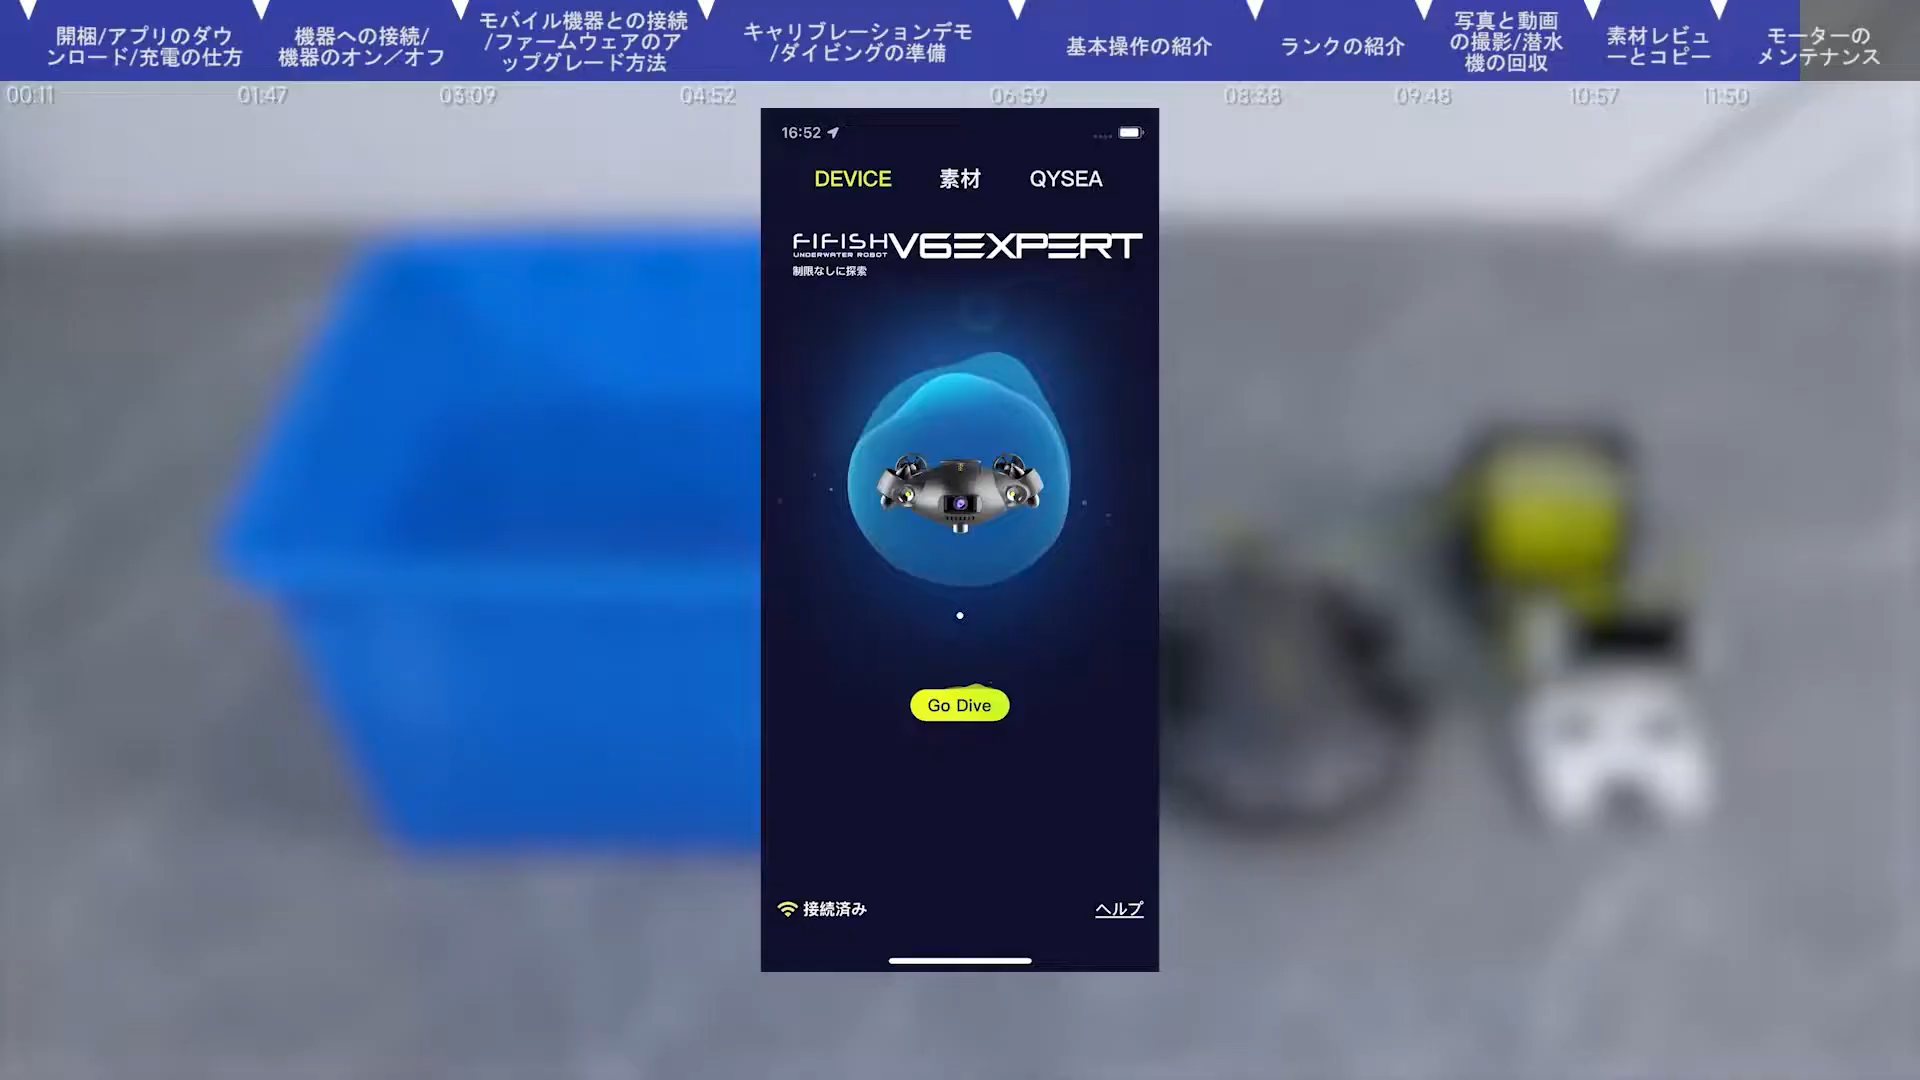 開梱/アプリのダウ
ンロード/充電の仕方
機器への接続/
機器のオン／オフ
モバイル機器との接続
/ファームウェアのア
ップグレード方法
キャリブレーションデモ
/ダイビングの準備
基本操作の紹介
ランクの紹介
写真と動画
の撮影/潜水
機の回収
素材レビュ
ーとコピー
モーターの
メンテナンス
00:11
01:47
03:09
04:52
06:59
08:38
09:48
10:57
11:50
16:52
DEVICE
素材
QYSEA
FIFISH V6EXPERT
UNDERWATER ROBOT
制限なしに探索
Go Dive
接続済み
ヘルプ